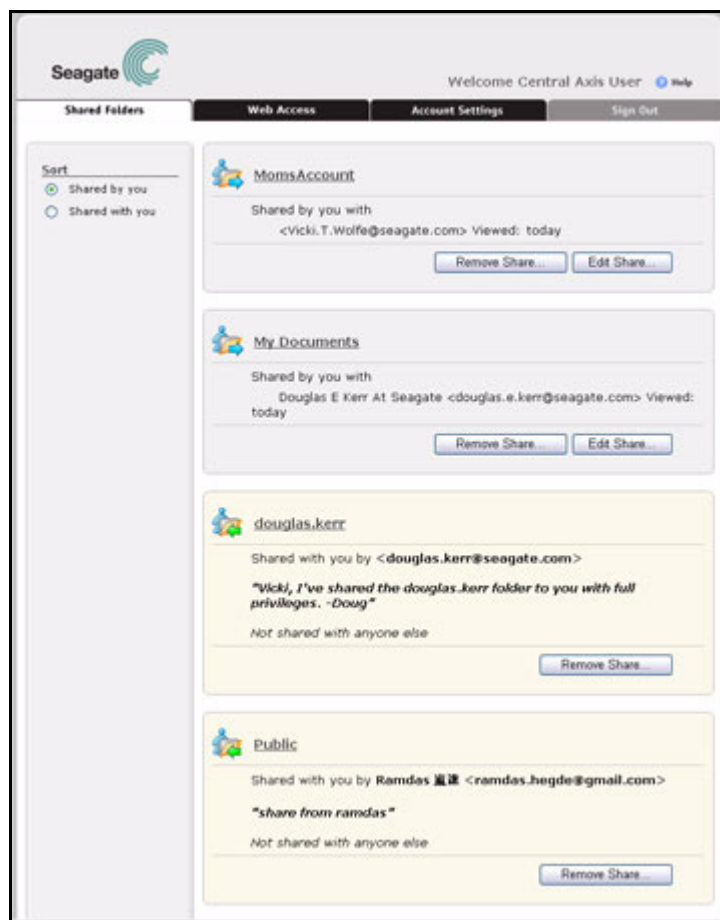 Seagate
Welcome Central Axis User Help
Shared Folders Web Access Account Settings Sign Out
Sort
Shared by you
Shared with you
MomsAccount
Shared by you with
<Vicki.T.Wolfe@seagate.com> Viewed: today
Remove Share... Edit Share...
My Documents
Shared by you with
Douglas E Kerr At Seagate <douglas.e.kerr@seagate.com> Viewed:
today
Remove Share... Edit Share...
douglas.kerr
Shared with you by <douglas.kerr@seagate.com>
"Vicki, I've shared the douglas.kerr folder to you with full
privileges. -Doug"
Not shared with anyone else
Remove Share...
Public
Shared with you by Ramdas <ramdas.hegde@gmail.com>
"share from ramdas"
Not shared with anyone else
Remove Share...